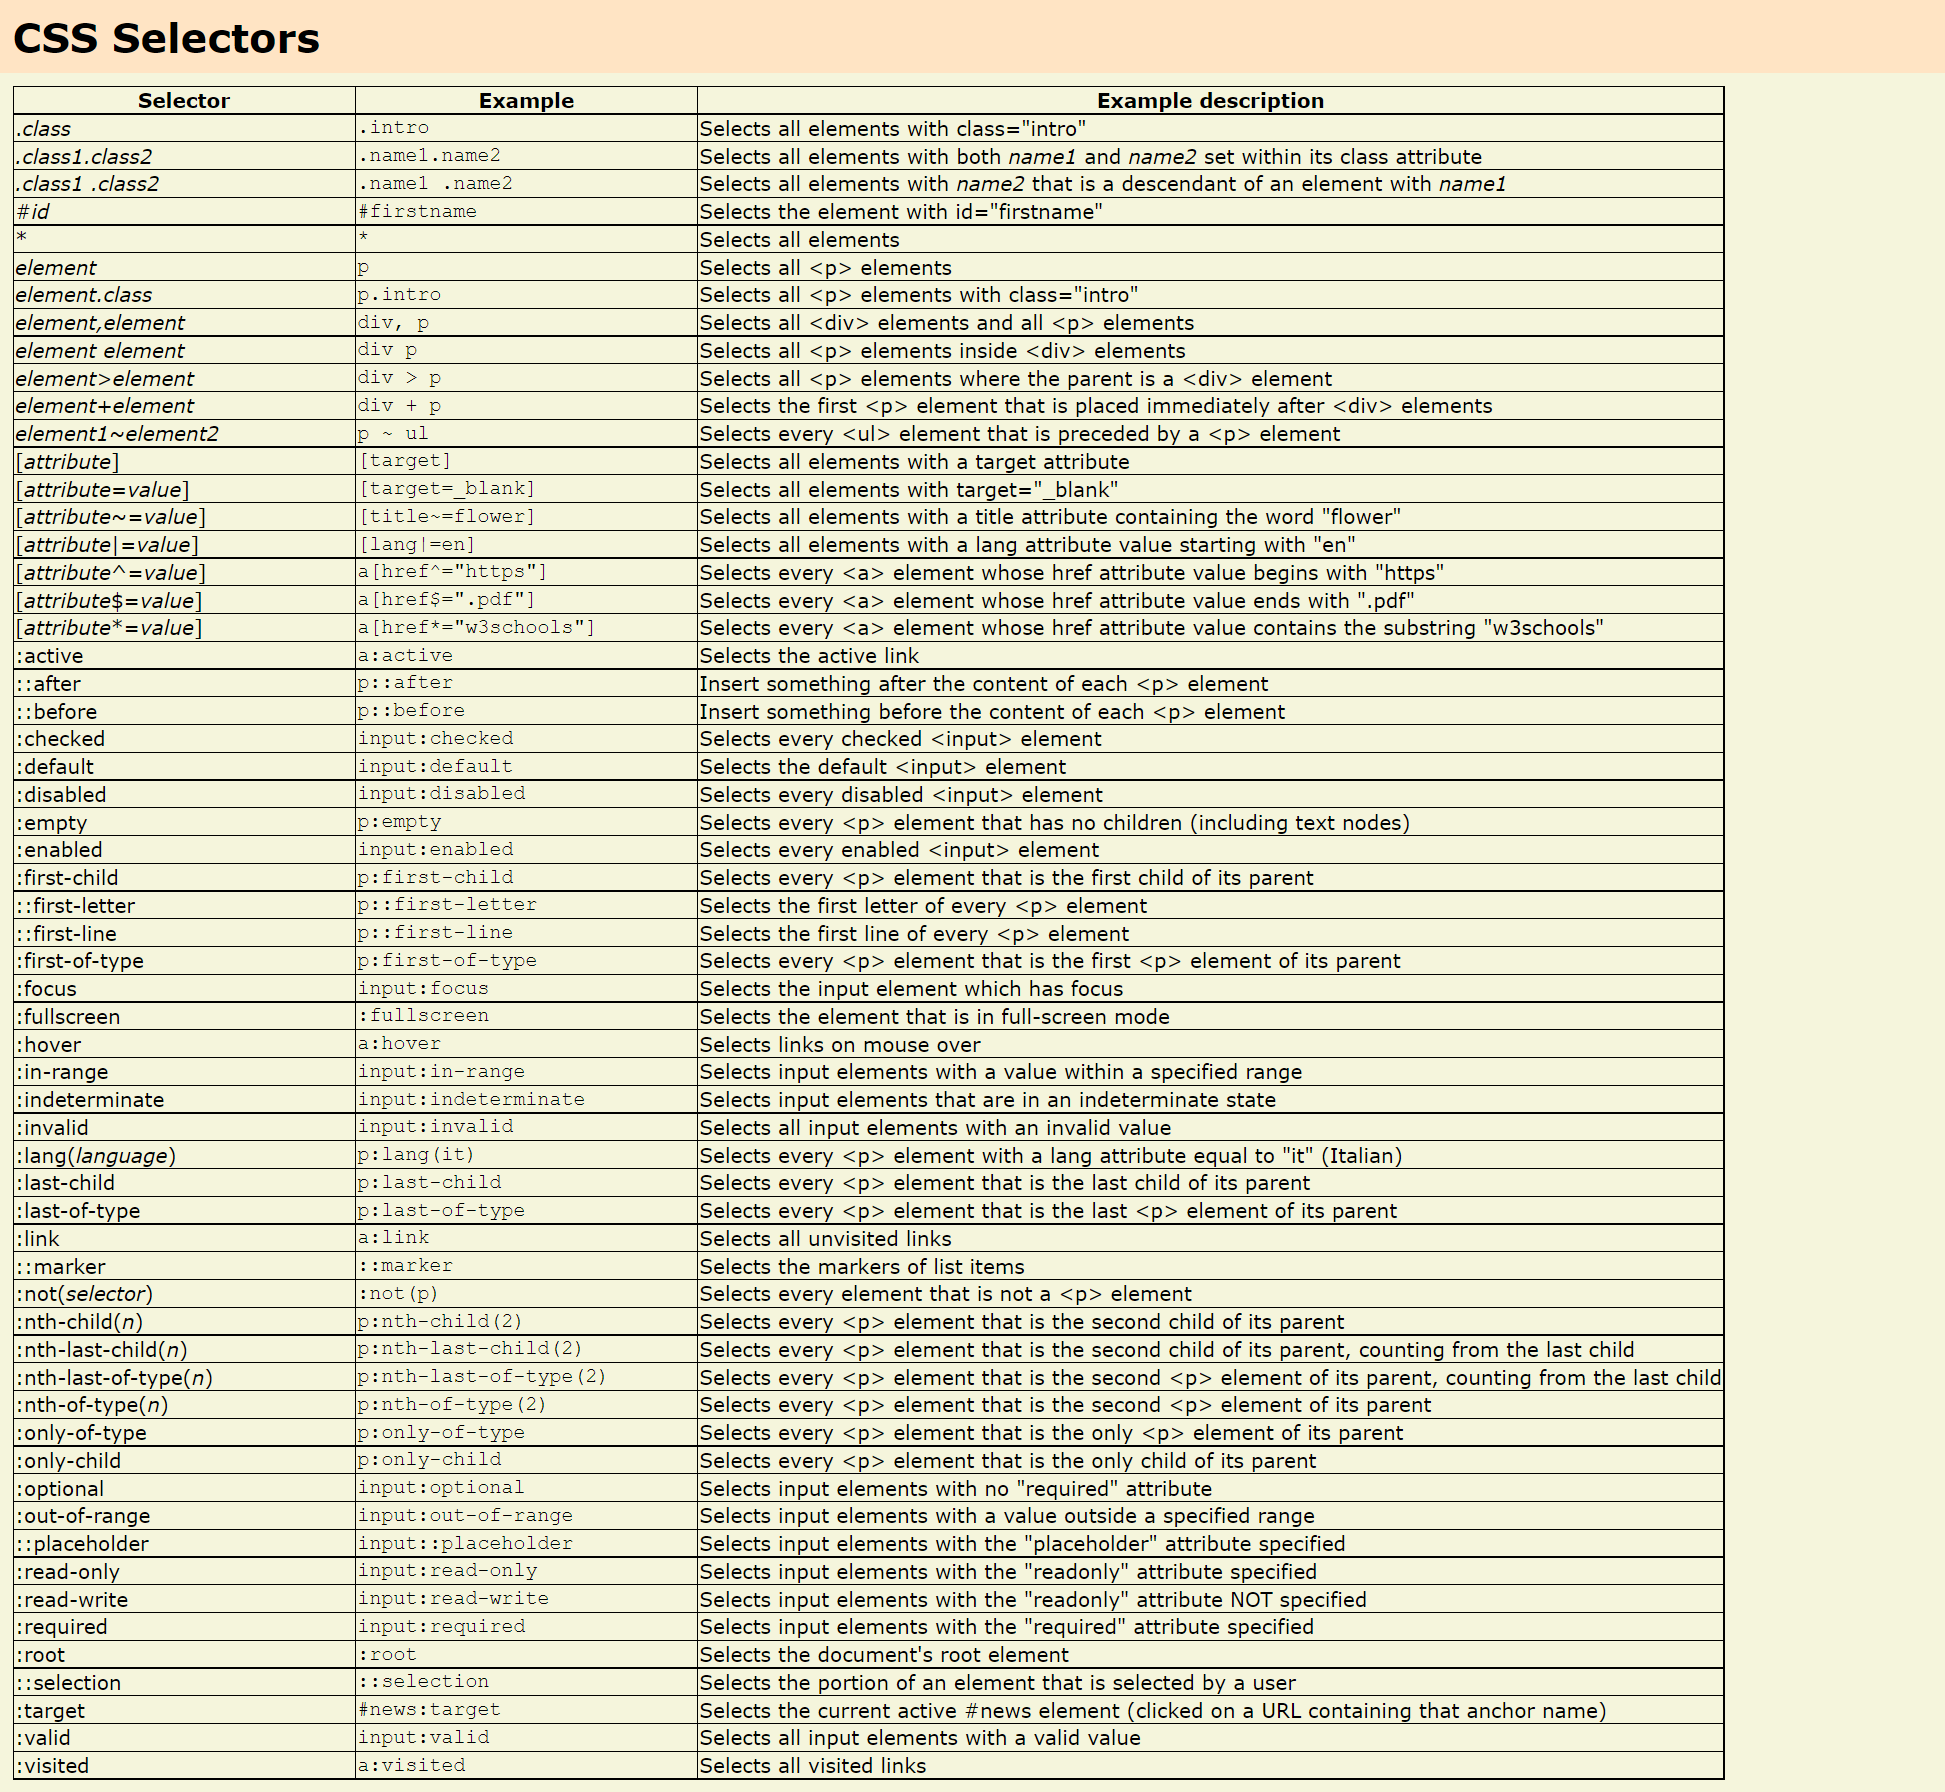 CSS Selectors
Selector Example Example description
.class .intro Selects all elements with class="intro"
.class1.class2 .name1.name2 Selects all elements with both name1 and name2 set within its class attribute
.class1 .class2 .name1 .name2 Selects all elements with name2 that is a descendant of an element with name1
#id #firstname Selects the element with id="firstname"
* * Selects all elements
element p Selects all <p> elements
element.class p.intro Selects all <p> elements with class="intro"
element,element div, p Selects all <div> elements and all <p> elements
element element div p Selects all <p> elements inside <div> elements
element>element div > p Selects all <p> elements where the parent is a <div> element
element+element div + p Selects the first <p> element that is placed immediately after <div> elements
element1~element2 p ~ ul Selects every <ul> element that is preceded by a <p> element
[attribute] [target] Selects all elements with a target attribute
[attribute=value] [target=_blank] Selects all elements with target="_blank"
[attribute~=value] [title~=flower] Selects all elements with a title attribute containing the word "flower"
[attribute|=value] [lang|=en] Selects all elements with a lang attribute value starting with "en"
[attribute^=value] a[href^="https"] Selects every <a> element whose href attribute value begins with "https"
[attribute$=value] a[href$=".pdf"] Selects every <a> element whose href attribute value ends with ".pdf"
[attribute*=value] a[href*="w3schools"] Selects every <a> element whose href attribute value contains the substring "w3schools"
:active a:active Selects the active link
::after p::after Insert something after the content of each <p> element
::before p::before Insert something before the content of each <p> element
:checked input:checked Selects every checked <input> element
:default input:default Selects the default <input> element
:disabled input:disabled Selects every disabled <input> element
:empty p:empty Selects every <p> element that has no children (including text nodes)
:enabled input:enabled Selects every enabled <input> element
:first-child p:first-child Selects every <p> element that is the first child of its parent
::first-letter p::first-letter Selects the first letter of every <p> element
::first-line p::first-line Selects the first line of every <p> element
:first-of-type p:first-of-type Selects every <p> element that is the first <p> element of its parent
:focus input:focus Selects the input element which has focus
:fullscreen :fullscreen Selects the element that is in full-screen mode
:hover a:hover Selects links on mouse over
:in-range input:in-range Selects input elements with a value within a specified range
:indeterminate input:indeterminate Selects input elements that are in an indeterminate state
:invalid input:invalid Selects all input elements with an invalid value
:lang(language) p:lang(it) Selects every <p> element with a lang attribute equal to "it" (Italian)
:last-child p:last-child Selects every <p> element that is the last child of its parent
:last-of-type p:last-of-type Selects every <p> element that is the last <p> element of its parent
:link a:link Selects all unvisited links
::marker ::marker Selects the markers of list items
:not(selector) :not(p) Selects every element that is not a <p> element
:nth-child(n) p:nth-child(2) Selects every <p> element that is the second child of its parent
:nth-last-child(n) p:nth-last-child(2) Selects every <p> element that is the second child of its parent, counting from the last child
:nth-last-of-type(n) p:nth-last-of-type(2) Selects every <p> element that is the second <p> element of its parent, counting from the last child
:nth-of-type(n) p:nth-of-type(2) Selects every <p> element that is the second <p> element of its parent
:only-of-type p:only-of-type Selects every <p> element that is the only <p> element of its parent
:only-child p:only-child Selects every <p> element that is the only child of its parent
:optional input:optional Selects input elements with no "required" attribute
:out-of-range input:out-of-range Selects input elements with a value outside a specified range
::placeholder input::placeholder Selects input elements with the "placeholder" attribute specified
:read-only input:read-only Selects input elements with the "readonly" attribute specified
:read-write input:read-write Selects input elements with the "readonly" attribute NOT specified
:required input:required Selects input elements with the "required" attribute specified
:root :root Selects the document's root element
::selection ::selection Selects the portion of an element that is selected by a user
:target #news:target Selects the current active #news element (clicked on a URL containing that anchor name)
:valid input:valid Selects all input elements with a valid value
:visited a:visited Selects all visited links